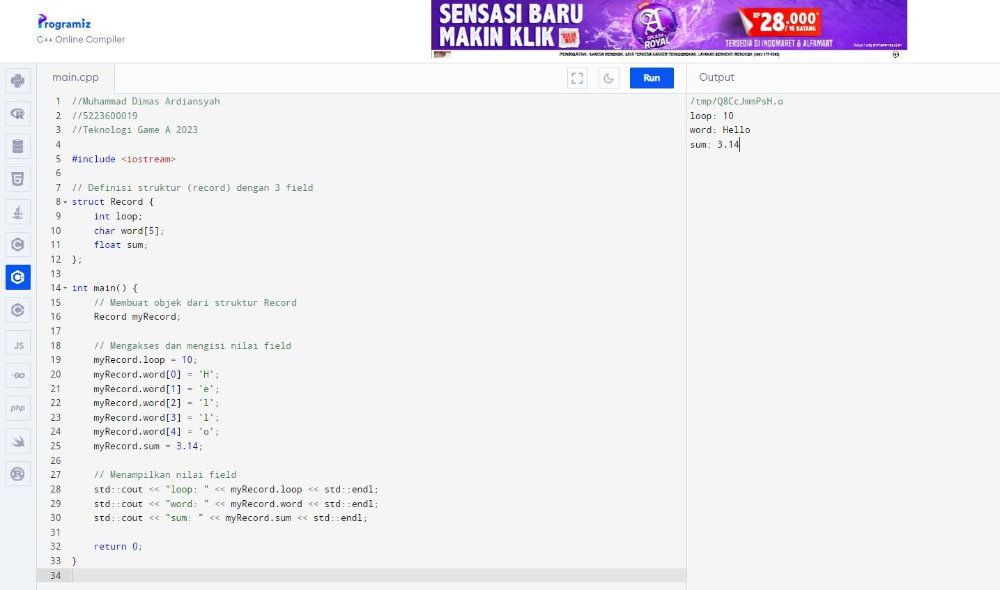 Programiz
C++ Online Compiler
SENSASI BARU
MAKIN KLIK
BARU
A
SPLASH
ROYAL
RP 28.000*
/16 BATANG
TERSEDIA DI INDOMARET & ALFAMART
PERINGATAN: KARENA MEROKOK, SAYA TERKENA KANKER TENGGOROKAN. LAYANAN BERHENTI MEROKOK (0800-177-6565)
main.cpp
Run
Output
1 //Muhammad Dimas Ardiansyah
2 //5223600019
3 //Teknologi Game A 2023
4
5 #include <iostream>
6
7 // Definisi struktur (record) dengan 3 field
8 struct Record {
9 int loop;
10 char word[5];
11 float sum;
12 };
13
14 int main() {
15 // Membuat objek dari struktur Record
16 Record myRecord;
17
18 // Mengakses dan mengisi nilai field
19 myRecord.loop = 10;
20 myRecord.word[0] = 'H';
21 myRecord.word[1] = 'e';
22 myRecord.word[2] = 'l';
23 myRecord.word[3] = 'l';
24 myRecord.word[4] = 'o';
25 myRecord.sum = 3.14;
26
27 // Menampilkan nilai field
28 std::cout << "loop: " << myRecord.loop << std::endl;
29 std::cout << "word: " << myRecord.word << std::endl;
30 std::cout << "sum: " << myRecord.sum << std::endl;
31
32 return 0;
33 }
34
/tmp/Q8CcJmmPsH.o
loop: 10
word: Hello
sum: 3.14
JS
GO
php